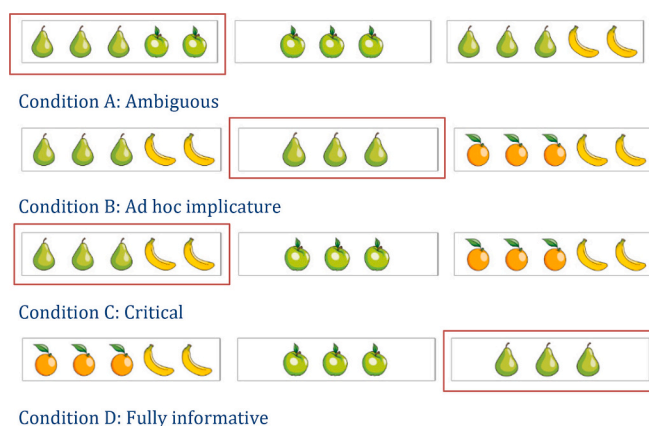 Condition A: Ambiguous
Condition B: Ad hoc implicature
Condition C: Critical
Condition D: Fully informative